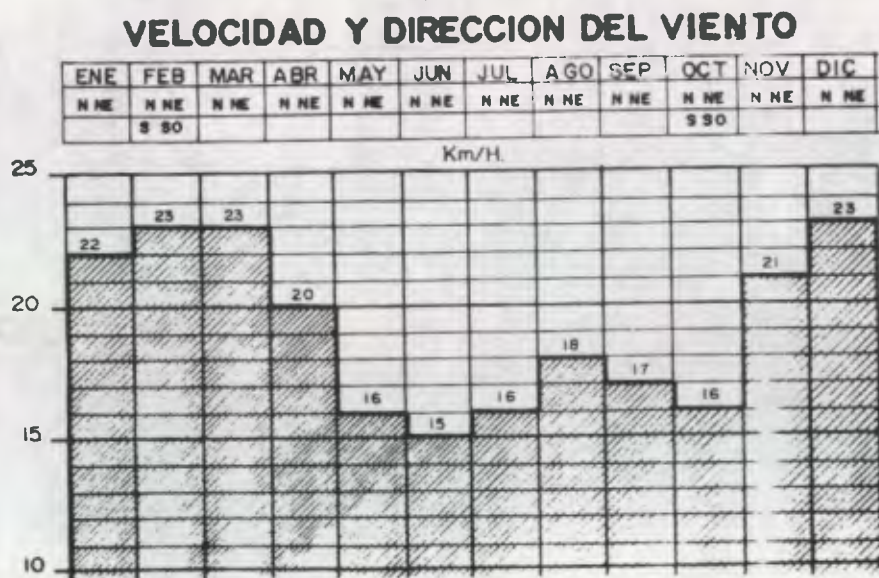 VELOCIDAD Y DIRECCION DEL VIENTO
ENE FEB MAR ABR MAY JUN JUL AGO SEP OCT NOV DIC
N NE N NE N NE N NE N NE N NE N NE N NE N NE N NE N NE N NE
S SO S SO
Km/H.
25
23 23 23
22
21
20 20
18
17
16 16 16
15 15
10